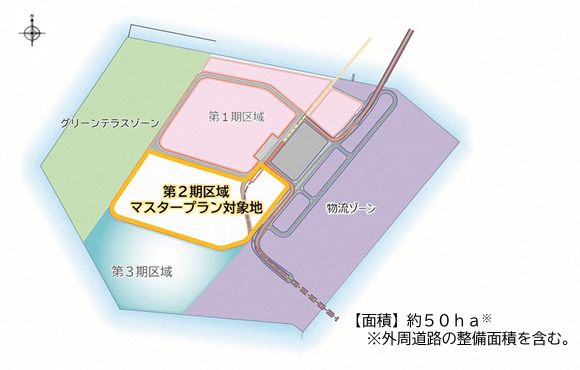 N
第１期区域
グリーンテラスゾーン
第２期区域
マスタープラン対象地
物流ゾーン
第３期区域
【面積】約５０ｈａ※
※外周道路の整備面積を含む。